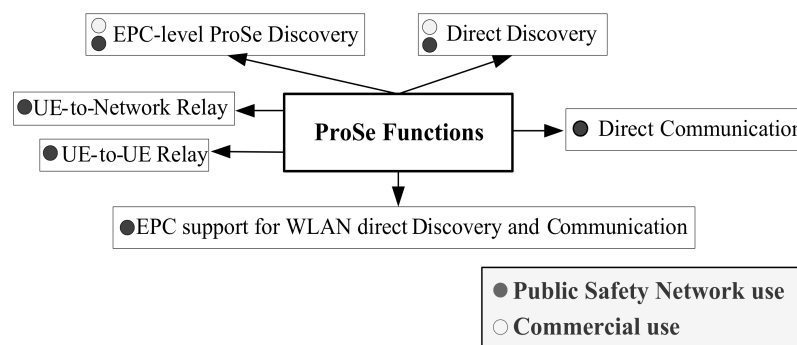 EPC-level ProSe Discovery
Direct Discovery
UE-to-Network Relay
ProSe Functions
Direct Communication
UE-to-UE Relay
EPC support for WLAN direct Discovery and Communication
Public Safety Network use
Commercial use